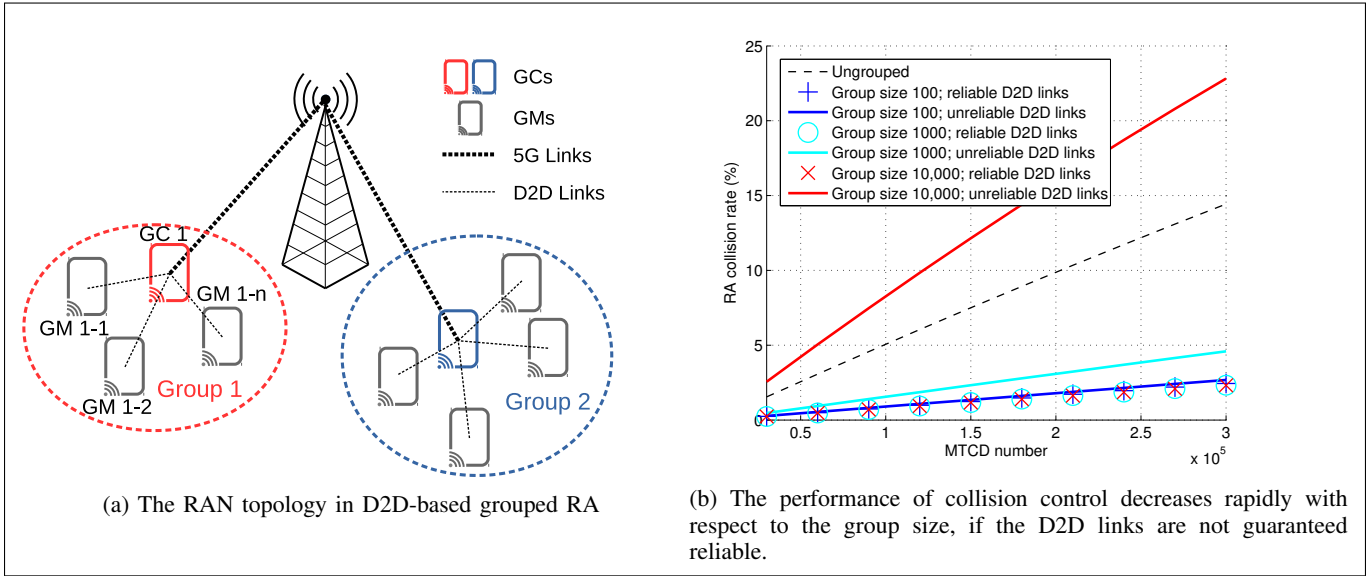 GCs
GMs
5G Links
D2D Links
GC 1
GM 1-n
GM 1-1
GM 1-2
Group 1
Group 2
(a) The RAN topology in D2D-based grouped RA
25
20
15
10
5
0
RA collision rate (%)
Ungrouped
Group size 100; reliable D2D links
Group size 100; unreliable D2D links
Group size 1000; reliable D2D links
Group size 1000; unreliable D2D links
Group size 10,000; reliable D2D links
Group size 10,000; unreliable D2D links
0.5 1 1.5 2 2.5 3
MTCD number
x 10^5
(b) The performance of collision control decreases rapidly with
respect to the group size, if the D2D links are not guaranteed
reliable.